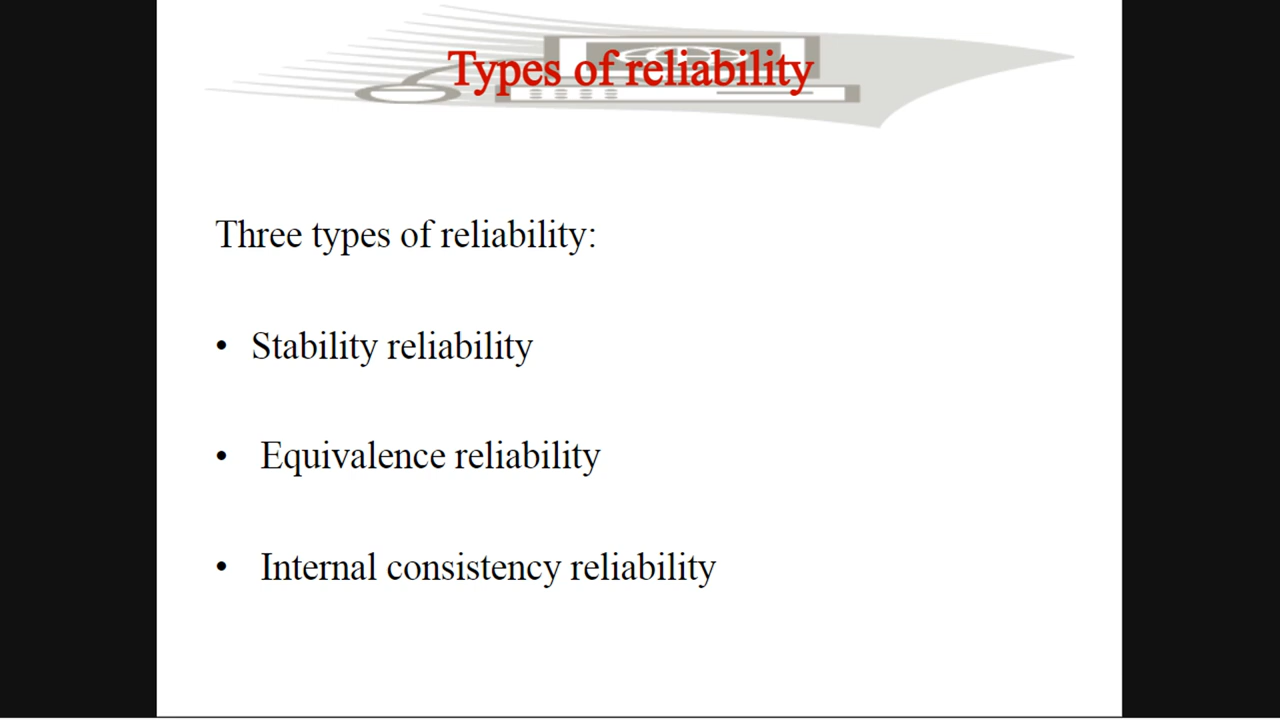 Types of reliability
Three types of reliability:
• Stability reliability
• Equivalence reliability
• Internal consistency reliability